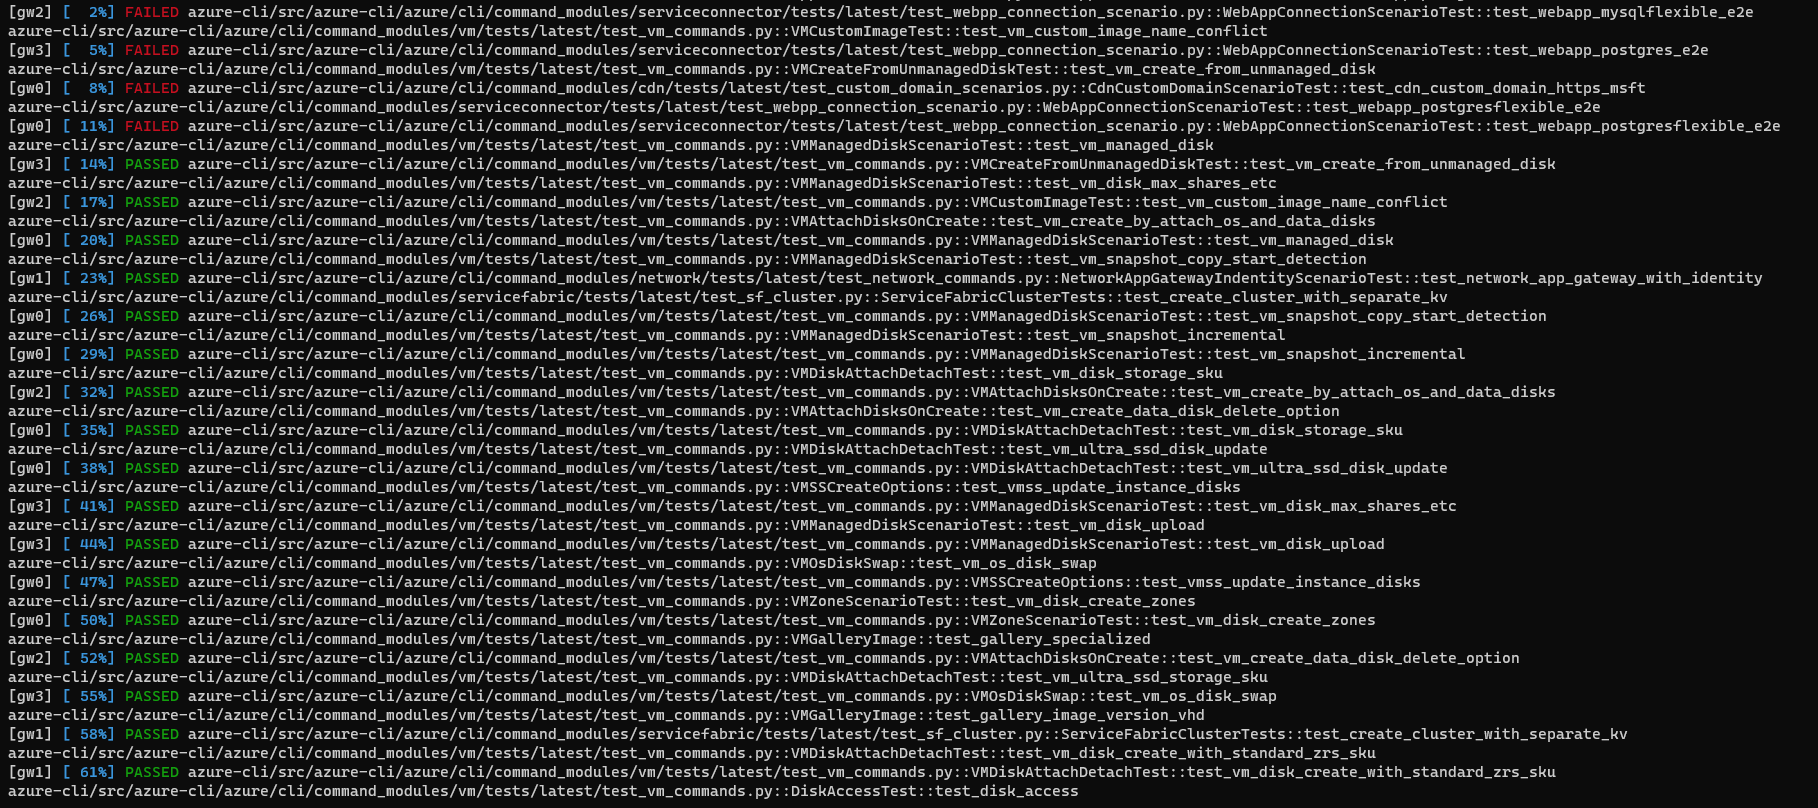 [gw2] [  2%] FAILED azure-cli/src/azure-cli/azure/cli/command_modules/serviceconnector/tests/latest/test_webpp_connection_scenario.py::WebAppConnectionScenarioTest::test_webapp_mysqlflexible_e2e
azure-cli/src/azure-cli/azure/cli/command_modules/vm/tests/latest/test_vm_commands.py::VMCustomImageTest::test_vm_custom_image_name_conflict
[gw3] [  5%] FAILED azure-cli/src/azure-cli/azure/cli/command_modules/serviceconnector/tests/latest/test_webpp_connection_scenario.py::WebAppConnectionScenarioTest::test_webapp_postgres_e2e
azure-cli/src/azure-cli/azure/cli/command_modules/vm/tests/latest/test_vm_commands.py::VMCreateFromUnmanagedDiskTest::test_vm_create_from_unmanaged_disk
[gw0] [  8%] FAILED azure-cli/src/azure-cli/azure/cli/command_modules/cdn/tests/latest/test_custom_domain_scenarios.py::CdnCustomDomainScenarioTest::test_cdn_custom_domain_https_msft
azure-cli/src/azure-cli/azure/cli/command_modules/serviceconnector/tests/latest/test_webpp_connection_scenario.py::WebAppConnectionScenarioTest::test_webapp_postgresflexible_e2e
[gw0] [ 11%] FAILED azure-cli/src/azure-cli/azure/cli/command_modules/serviceconnector/tests/latest/test_webpp_connection_scenario.py::WebAppConnectionScenarioTest::test_webapp_postgresflexible_e2e
azure-cli/src/azure-cli/azure/cli/command_modules/vm/tests/latest/test_vm_commands.py::VMManagedDiskScenarioTest::test_vm_managed_disk
[gw3] [ 14%] PASSED azure-cli/src/azure-cli/azure/cli/command_modules/vm/tests/latest/test_vm_commands.py::VMCreateFromUnmanagedDiskTest::test_vm_create_from_unmanaged_disk
azure-cli/src/azure-cli/azure/cli/command_modules/vm/tests/latest/test_vm_commands.py::VMManagedDiskScenarioTest::test_vm_disk_max_shares_etc
[gw2] [ 17%] PASSED azure-cli/src/azure-cli/azure/cli/command_modules/vm/tests/latest/test_vm_commands.py::VMCustomImageTest::test_vm_custom_image_name_conflict
azure-cli/src/azure-cli/azure/cli/command_modules/vm/tests/latest/test_vm_commands.py::VMAttachDisksOnCreate::test_vm_create_by_attach_os_and_data_disks
[gw0] [ 20%] PASSED azure-cli/src/azure-cli/azure/cli/command_modules/vm/tests/latest/test_vm_commands.py::VMManagedDiskScenarioTest::test_vm_managed_disk
azure-cli/src/azure-cli/azure/cli/command_modules/vm/tests/latest/test_vm_commands.py::VMManagedDiskScenarioTest::test_vm_snapshot_copy_start_detection
[gw1] [ 23%] PASSED azure-cli/src/azure-cli/azure/cli/command_modules/network/tests/latest/test_network_commands.py::NetworkAppGatewayIndentityScenarioTest::test_network_app_gateway_with_identity
azure-cli/src/azure-cli/azure/cli/command_modules/servicefabric/tests/latest/test_sf_cluster.py::ServiceFabricClusterTests::test_create_cluster_with_separate_kv
[gw0] [ 26%] PASSED azure-cli/src/azure-cli/azure/cli/command_modules/vm/tests/latest/test_vm_commands.py::VMManagedDiskScenarioTest::test_vm_snapshot_copy_start_detection
azure-cli/src/azure-cli/azure/cli/command_modules/vm/tests/latest/test_vm_commands.py::VMManagedDiskScenarioTest::test_vm_snapshot_incremental
[gw0] [ 29%] PASSED azure-cli/src/azure-cli/azure/cli/command_modules/vm/tests/latest/test_vm_commands.py::VMManagedDiskScenarioTest::test_vm_snapshot_incremental
azure-cli/src/azure-cli/azure/cli/command_modules/vm/tests/latest/test_vm_commands.py::VMDiskAttachDetachTest::test_vm_disk_storage_sku
[gw2] [ 32%] PASSED azure-cli/src/azure-cli/azure/cli/command_modules/vm/tests/latest/test_vm_commands.py::VMAttachDisksOnCreate::test_vm_create_by_attach_os_and_data_disks
azure-cli/src/azure-cli/azure/cli/command_modules/vm/tests/latest/test_vm_commands.py::VMAttachDisksOnCreate::test_vm_create_data_disk_delete_option
[gw0] [ 35%] PASSED azure-cli/src/azure-cli/azure/cli/command_modules/vm/tests/latest/test_vm_commands.py::VMDiskAttachDetachTest::test_vm_disk_storage_sku
azure-cli/src/azure-cli/azure/cli/command_modules/vm/tests/latest/test_vm_commands.py::VMDiskAttachDetachTest::test_vm_ultra_ssd_disk_update
[gw0] [ 38%] PASSED azure-cli/src/azure-cli/azure/cli/command_modules/vm/tests/latest/test_vm_commands.py::VMDiskAttachDetachTest::test_vm_ultra_ssd_disk_update
azure-cli/src/azure-cli/azure/cli/command_modules/vm/tests/latest/test_vm_commands.py::VMSSCreateOptions::test_vmss_update_instance_disks
[gw3] [ 41%] PASSED azure-cli/src/azure-cli/azure/cli/command_modules/vm/tests/latest/test_vm_commands.py::VMManagedDiskScenarioTest::test_vm_disk_max_shares_etc
azure-cli/src/azure-cli/azure/cli/command_modules/vm/tests/latest/test_vm_commands.py::VMManagedDiskScenarioTest::test_vm_disk_upload
[gw3] [ 44%] PASSED azure-cli/src/azure-cli/azure/cli/command_modules/vm/tests/latest/test_vm_commands.py::VMManagedDiskScenarioTest::test_vm_disk_upload
azure-cli/src/azure-cli/azure/cli/command_modules/vm/tests/latest/test_vm_commands.py::VMOsDiskSwap::test_vm_os_disk_swap
[gw0] [ 47%] PASSED azure-cli/src/azure-cli/azure/cli/command_modules/vm/tests/latest/test_vm_commands.py::VMSSCreateOptions::test_vmss_update_instance_disks
azure-cli/src/azure-cli/azure/cli/command_modules/vm/tests/latest/test_vm_commands.py::VMZoneScenarioTest::test_vm_disk_create_zones
[gw0] [ 50%] PASSED azure-cli/src/azure-cli/azure/cli/command_modules/vm/tests/latest/test_vm_commands.py::VMZoneScenarioTest::test_vm_disk_create_zones
azure-cli/src/azure-cli/azure/cli/command_modules/vm/tests/latest/test_vm_commands.py::VMGalleryImage::test_gallery_specialized
[gw2] [ 52%] PASSED azure-cli/src/azure-cli/azure/cli/command_modules/vm/tests/latest/test_vm_commands.py::VMAttachDisksOnCreate::test_vm_create_data_disk_delete_option
azure-cli/src/azure-cli/azure/cli/command_modules/vm/tests/latest/test_vm_commands.py::VMDiskAttachDetachTest::test_vm_ultra_ssd_storage_sku
[gw3] [ 55%] PASSED azure-cli/src/azure-cli/azure/cli/command_modules/vm/tests/latest/test_vm_commands.py::VMOsDiskSwap::test_vm_os_disk_swap
azure-cli/src/azure-cli/azure/cli/command_modules/vm/tests/latest/test_vm_commands.py::VMGalleryImage::test_gallery_image_version_vhd
[gw1] [ 58%] PASSED azure-cli/src/azure-cli/azure/cli/command_modules/servicefabric/tests/latest/test_sf_cluster.py::ServiceFabricClusterTests::test_create_cluster_with_separate_kv
azure-cli/src/azure-cli/azure/cli/command_modules/vm/tests/latest/test_vm_commands.py::VMDiskAttachDetachTest::test_vm_disk_create_with_standard_zrs_sku
[gw1] [ 61%] PASSED azure-cli/src/azure-cli/azure/cli/command_modules/vm/tests/latest/test_vm_commands.py::VMDiskAttachDetachTest::test_vm_disk_create_with_standard_zrs_sku
azure-cli/src/azure-cli/azure/cli/command_modules/vm/tests/latest/test_vm_commands.py::DiskAccessTest::test_disk_access